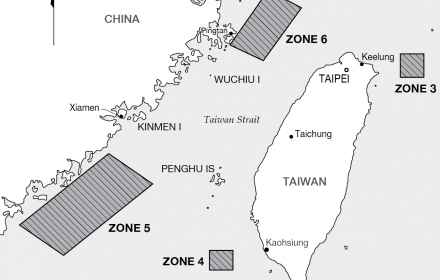 CHINA
Pingtan
ZONE 6
Keelung
WUCHIU I
TAIPEI
ZONE 3
Xiamen
KINMEN I
Taiwan Strait
Taichung
PENGHU IS
TAIWAN
ZONE 5
Kaohsiung
ZONE 4